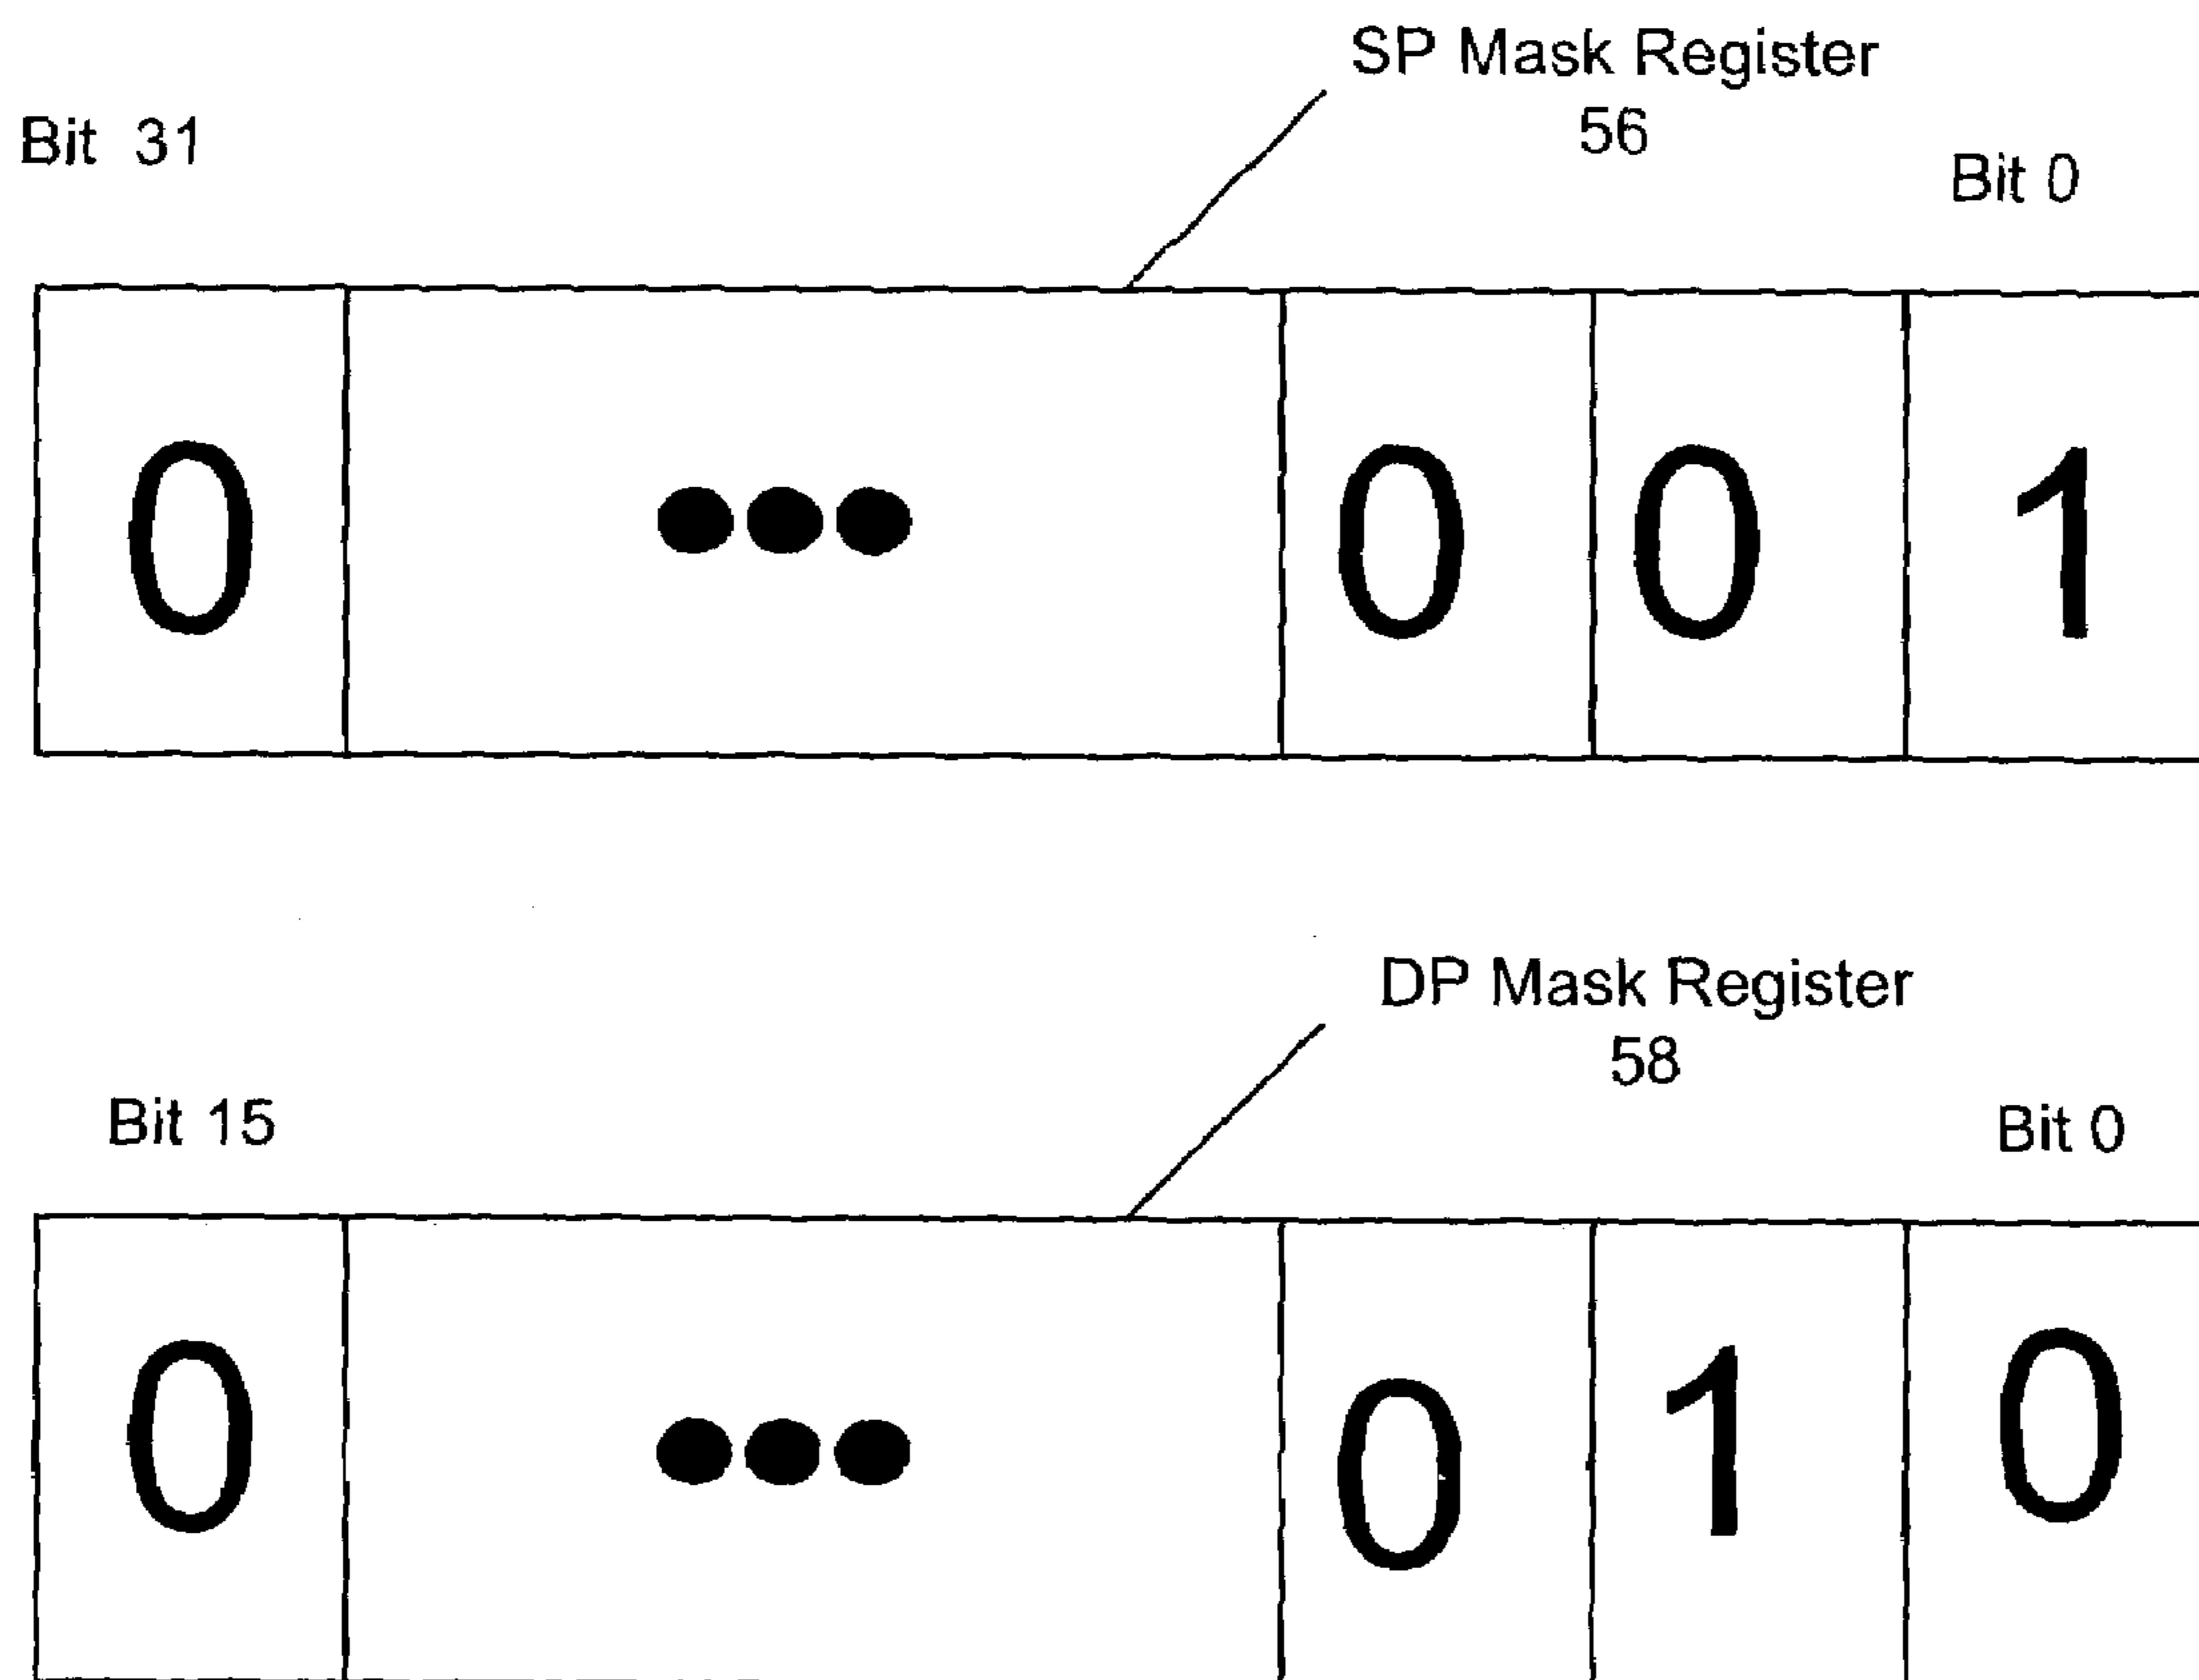 SP Mask Register
56
Bit 31
Bit 0
0 ●●● 0 0 1
DP Mask Register
58
Bit 15
Bit 0
0 ●●● 0 1 0